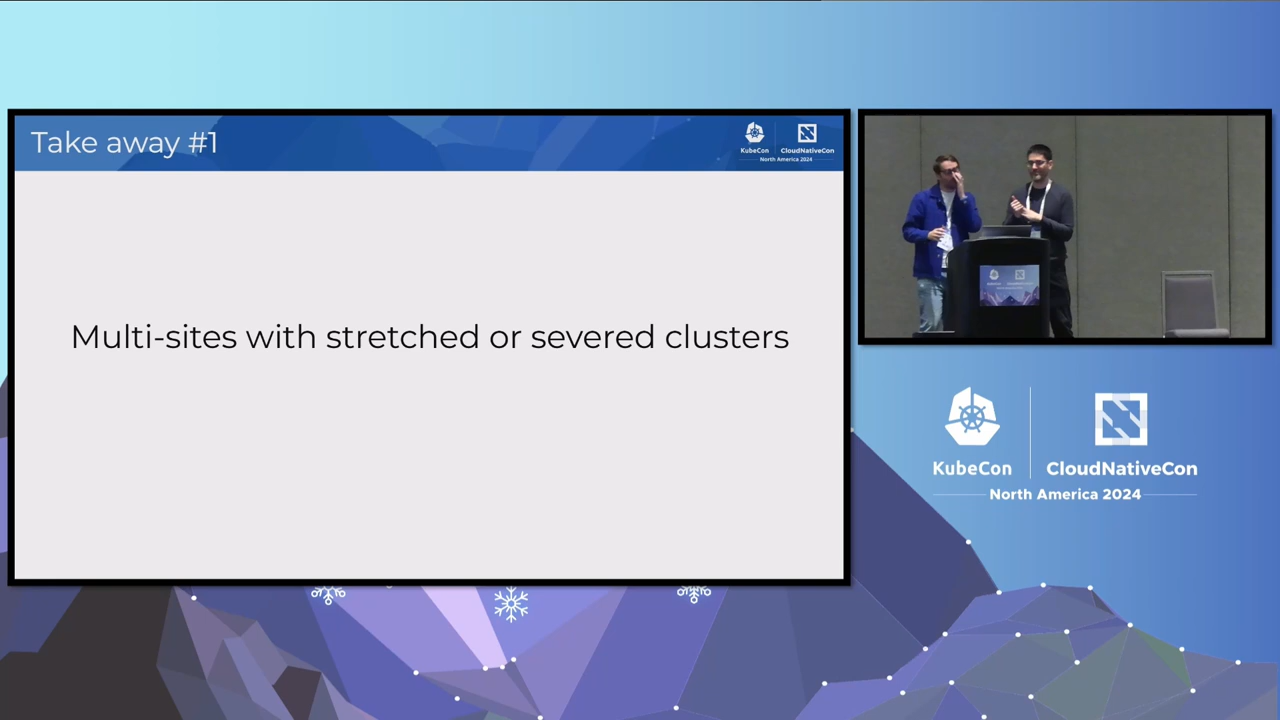 Take away #1
KubeCon
CloudNativeCon
North America 2024
Multi-sites with stretched or severed clusters
KubeCon
CloudNativeCon
North America 2024